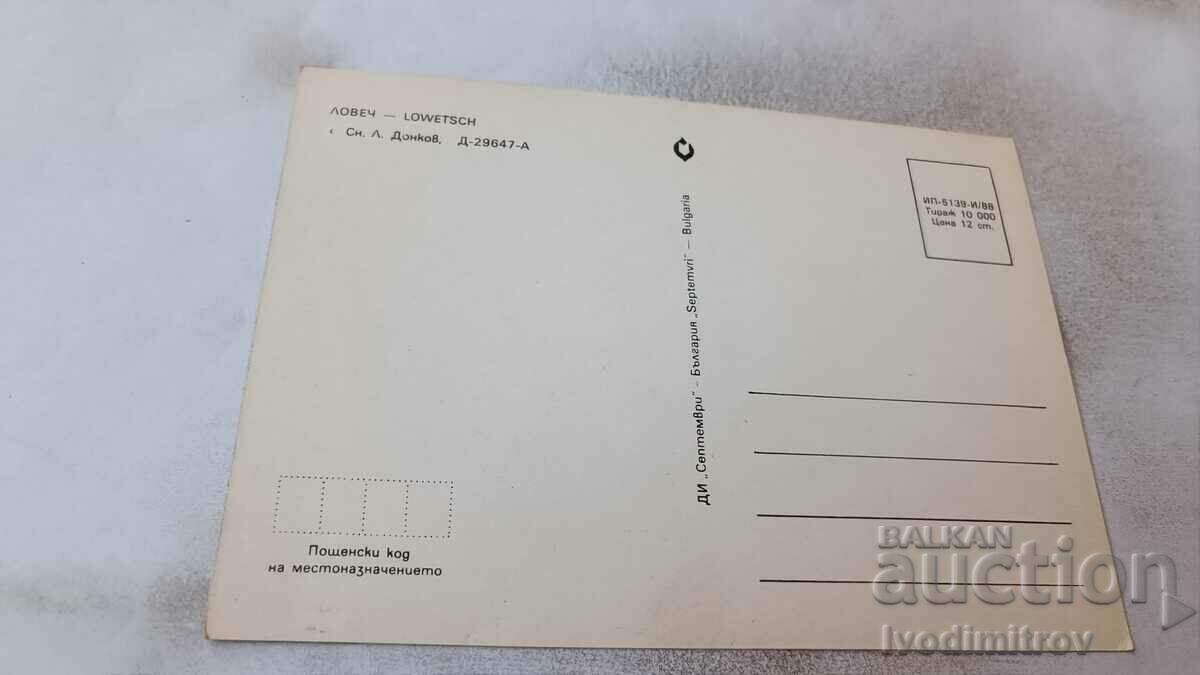 ЛОВЕЧ — LOWETSCH
Сн. Л. Донков, Д-29647-А
ИП-5139-И/88
Тираж 10 000
Цена 12 ст.
ДИ „Септември" – България „Septemvri" — Bulgaria
Пощенски код
на местоназначението
BALKAN
auction
Ivodimitrov